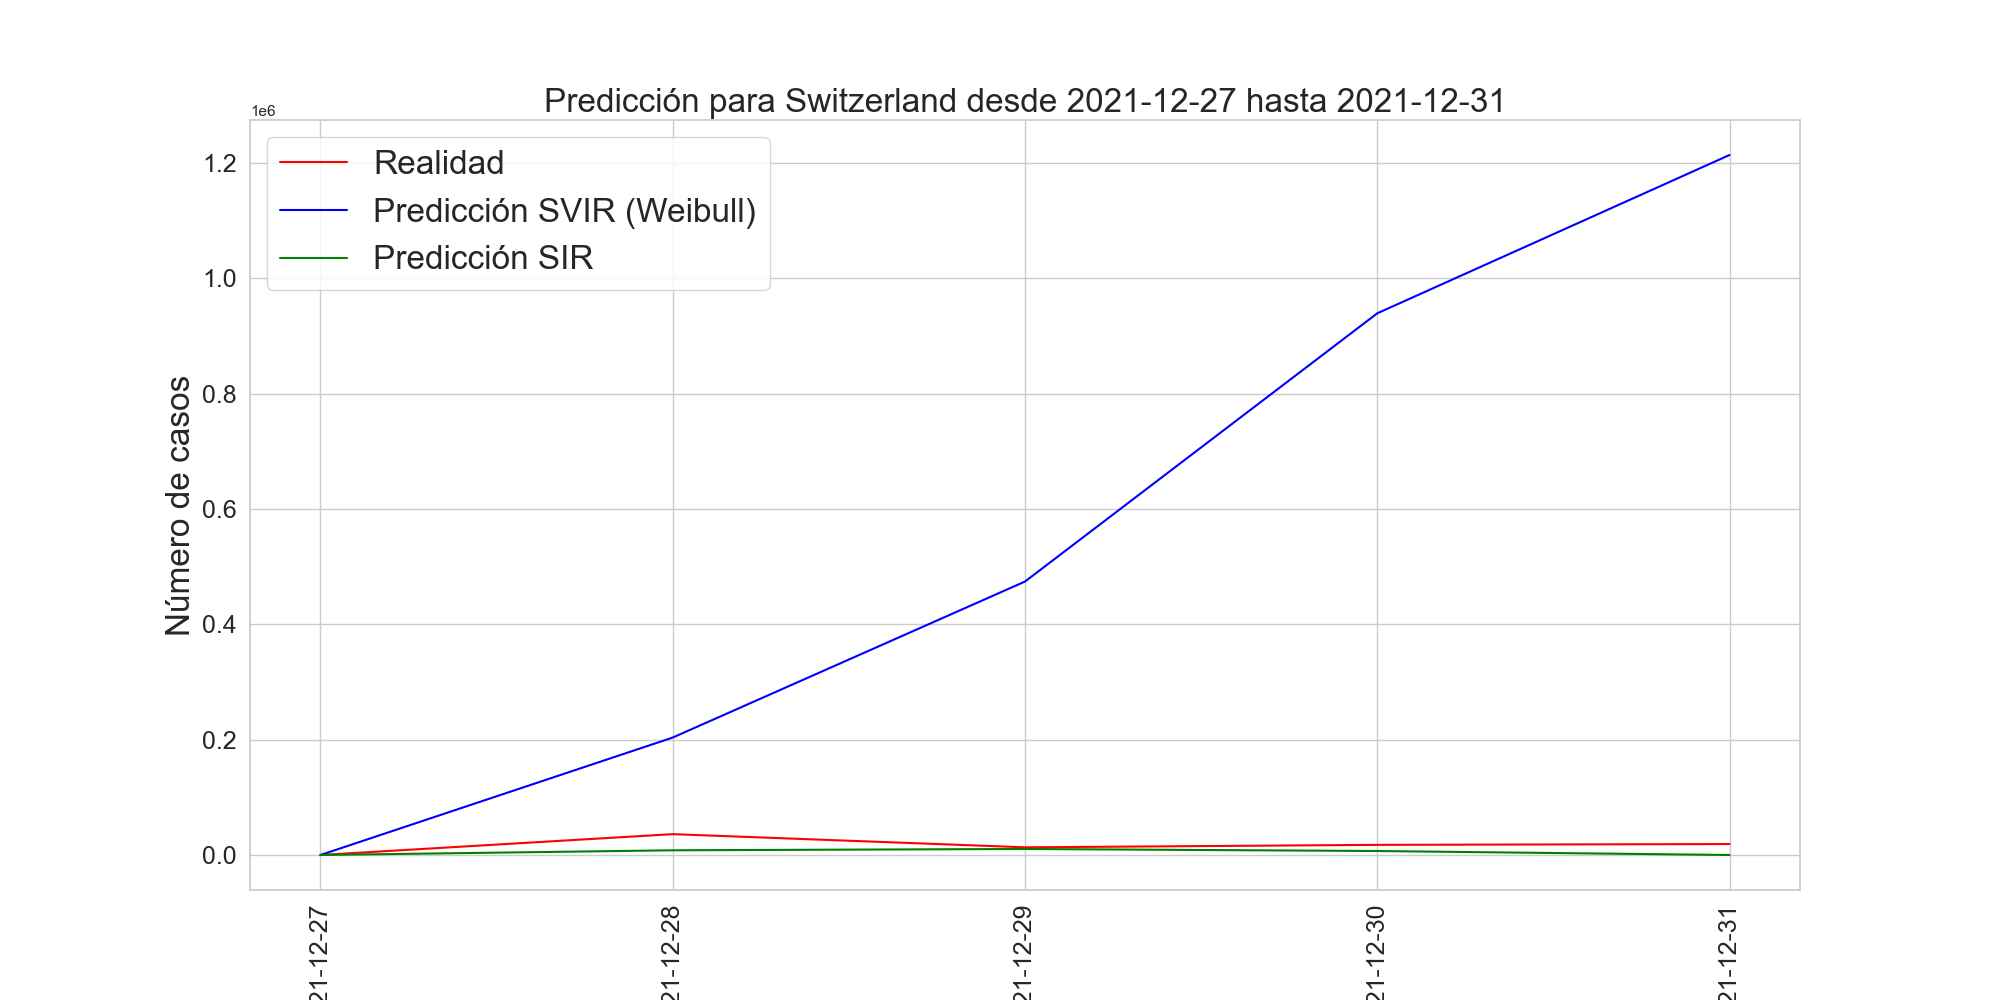 Predicción para Switzerland desde 2021-12-27 hasta 2021-12-31
1e6
Realidad
Predicción SVIR (Weibull)
Predicción SIR
1.2
1.0
0.8
0.6
0.4
0.2
0.0
Número de casos
21-12-27
21-12-28
21-12-29
21-12-30
21-12-31